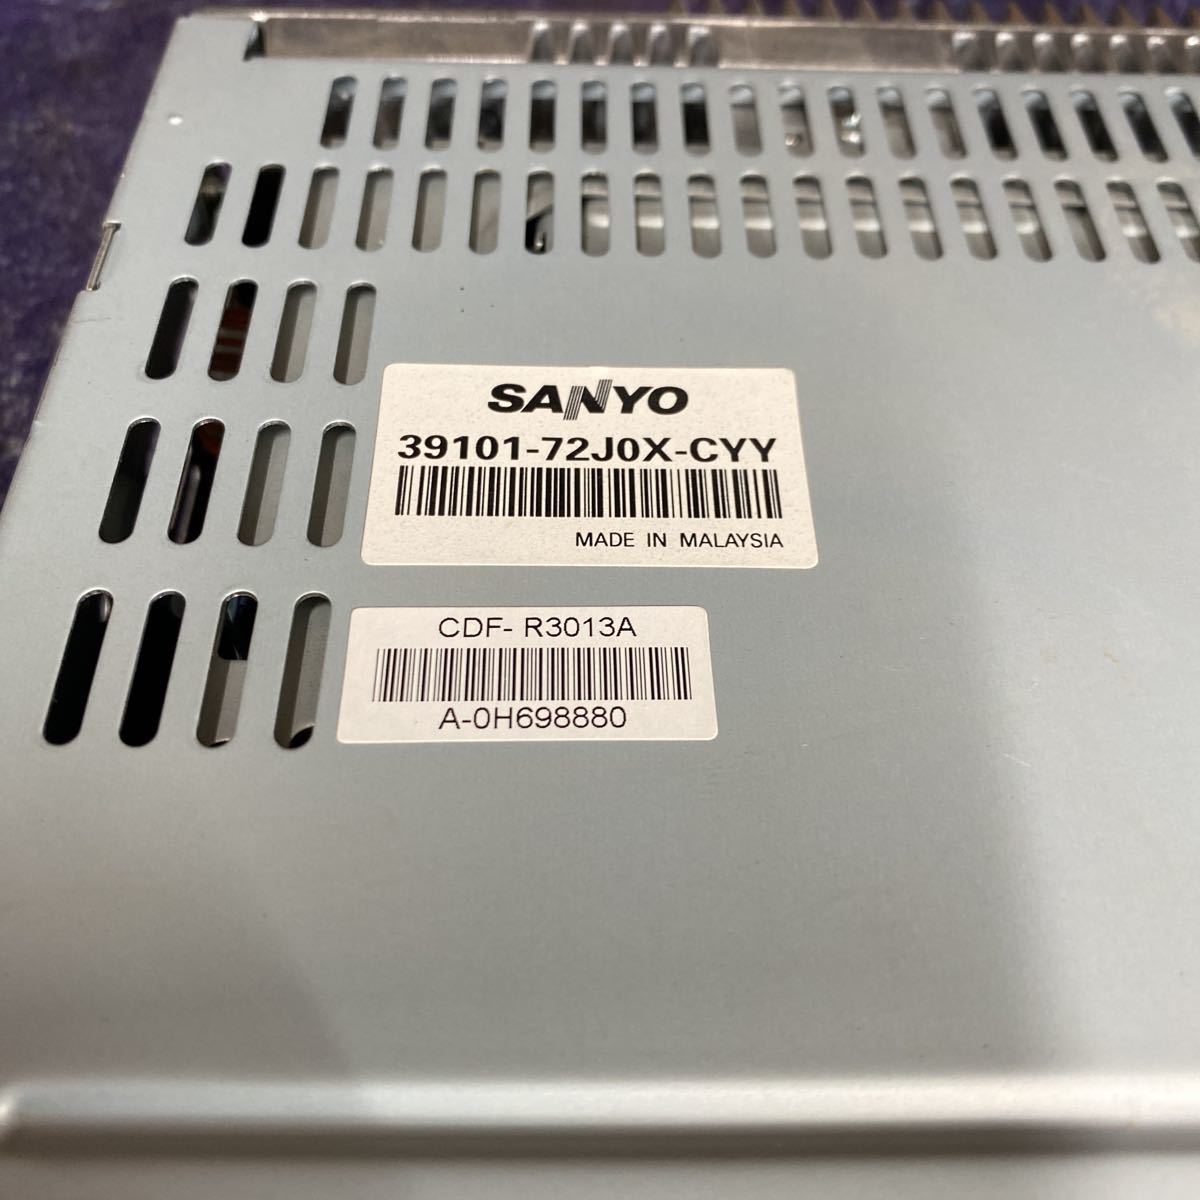 SANYO
39101-72J0X-CYY
MADE IN MALAYSIA
CDF- R3013A
A-0H698880